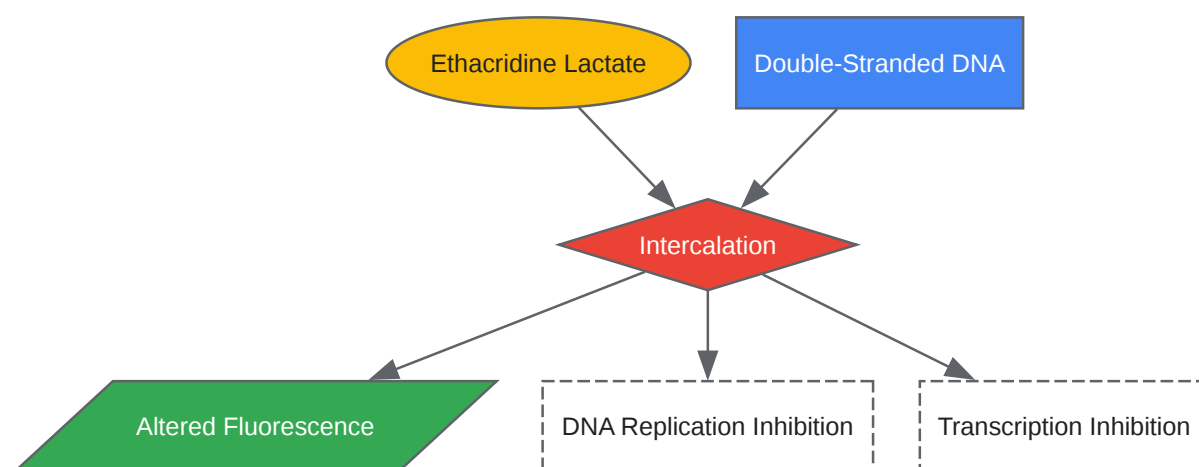 Ethacridine Lactate
Double-Stranded DNA
Intercalation
Altered Fluorescence
DNA Replication Inhibition
Transcription Inhibition